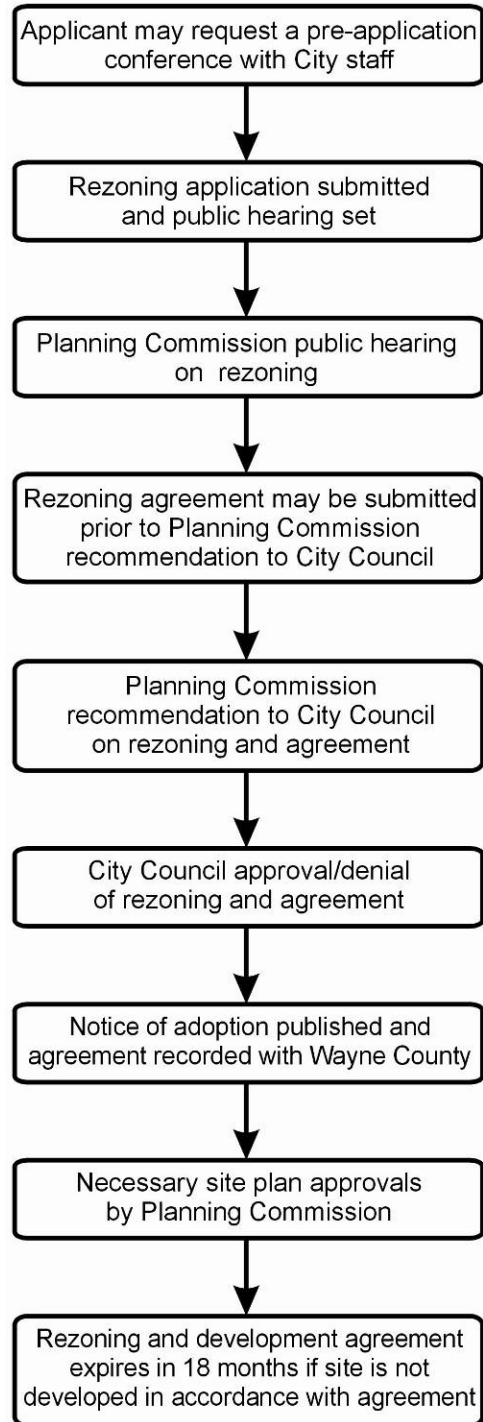 Applicant may request a pre-application
conference with City staff
Rezoning application submitted
and public hearing set
Planning Commission public hearing
on rezoning
Rezoning agreement may be submitted
prior to Planning Commission
recommendation to City Council
Planning Commission
recommendation to City Council
on rezoning and agreement
City Council approval/denial
of rezoning and agreement
Notice of adoption published and
agreement recorded with Wayne County
Necessary site plan approvals
by Planning Commission
Rezoning and development agreement
expires in 18 months if site is not
developed in accordance with agreement